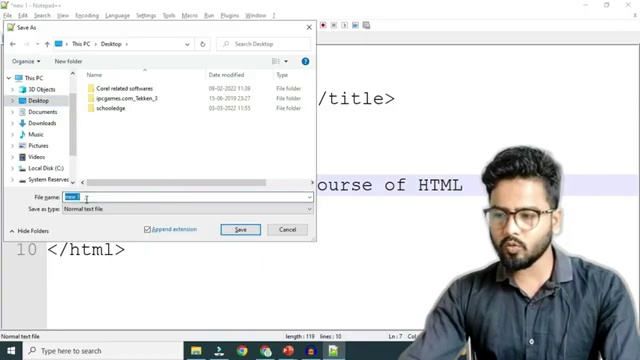 *new 1 - Notepad++
File Edit Search View Encoding Language Settings Tools Macro Run Plugins Window ?
Save As
This PC > Desktop >
Search Desktop
Organize
New folder
This PC
3D Objects
Desktop
Documents
Downloads
Music
Pictures
Videos
Local Disk (C:)
System Reserved
Name Date modified Type
Corel related softwares 09-02-2022 11:39 File folder
ipcgames.com_Tekken_3 15-06-2019 23:27 File folder
schooledge 03-03-2022 11:55 File folder
File name: new 1
Save as type: Normal text file
Hide Folders
Append extension
Save
Cancel
/title>
ourse of HTML
10 </html>
Normal text file
length : 119 lines : 10
Ln : 7
Type here to search